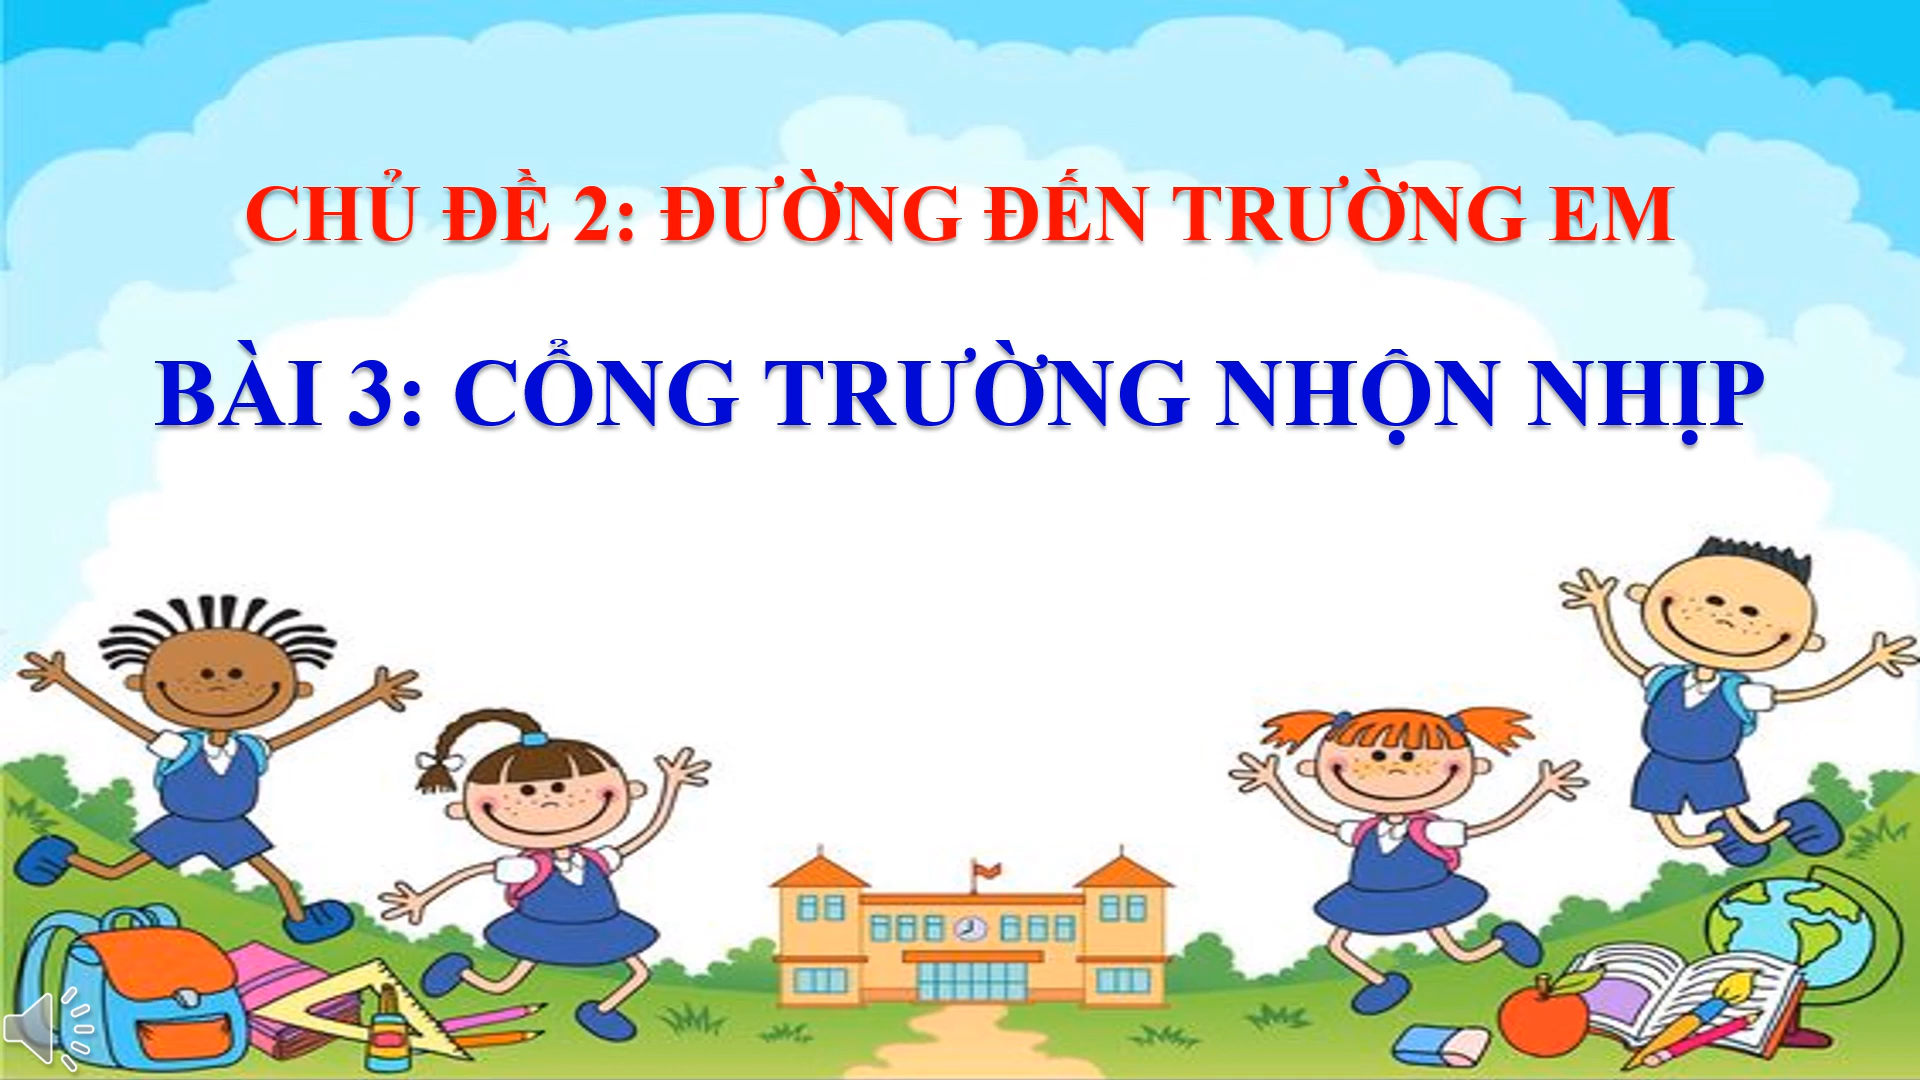 CHỦ ĐỀ 2: ĐƯỜNG ĐẾN TRƯỜNG EM
BÀI 3: CỔNG TRƯỜNG NHỘN NHỊP